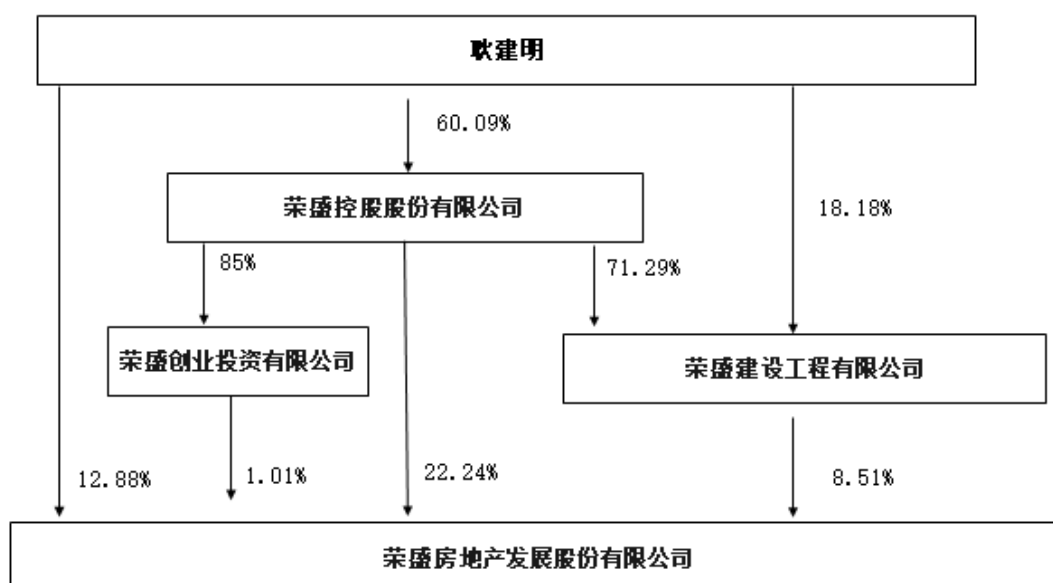 耿建明
60.09%
荣盛控股股份有限公司
18.18%
85%
71.29%
荣盛创业投资有限公司
荣盛建设工程有限公司
12.88%
1.01%
22.24%
8.51%
荣盛房地产发展股份有限公司